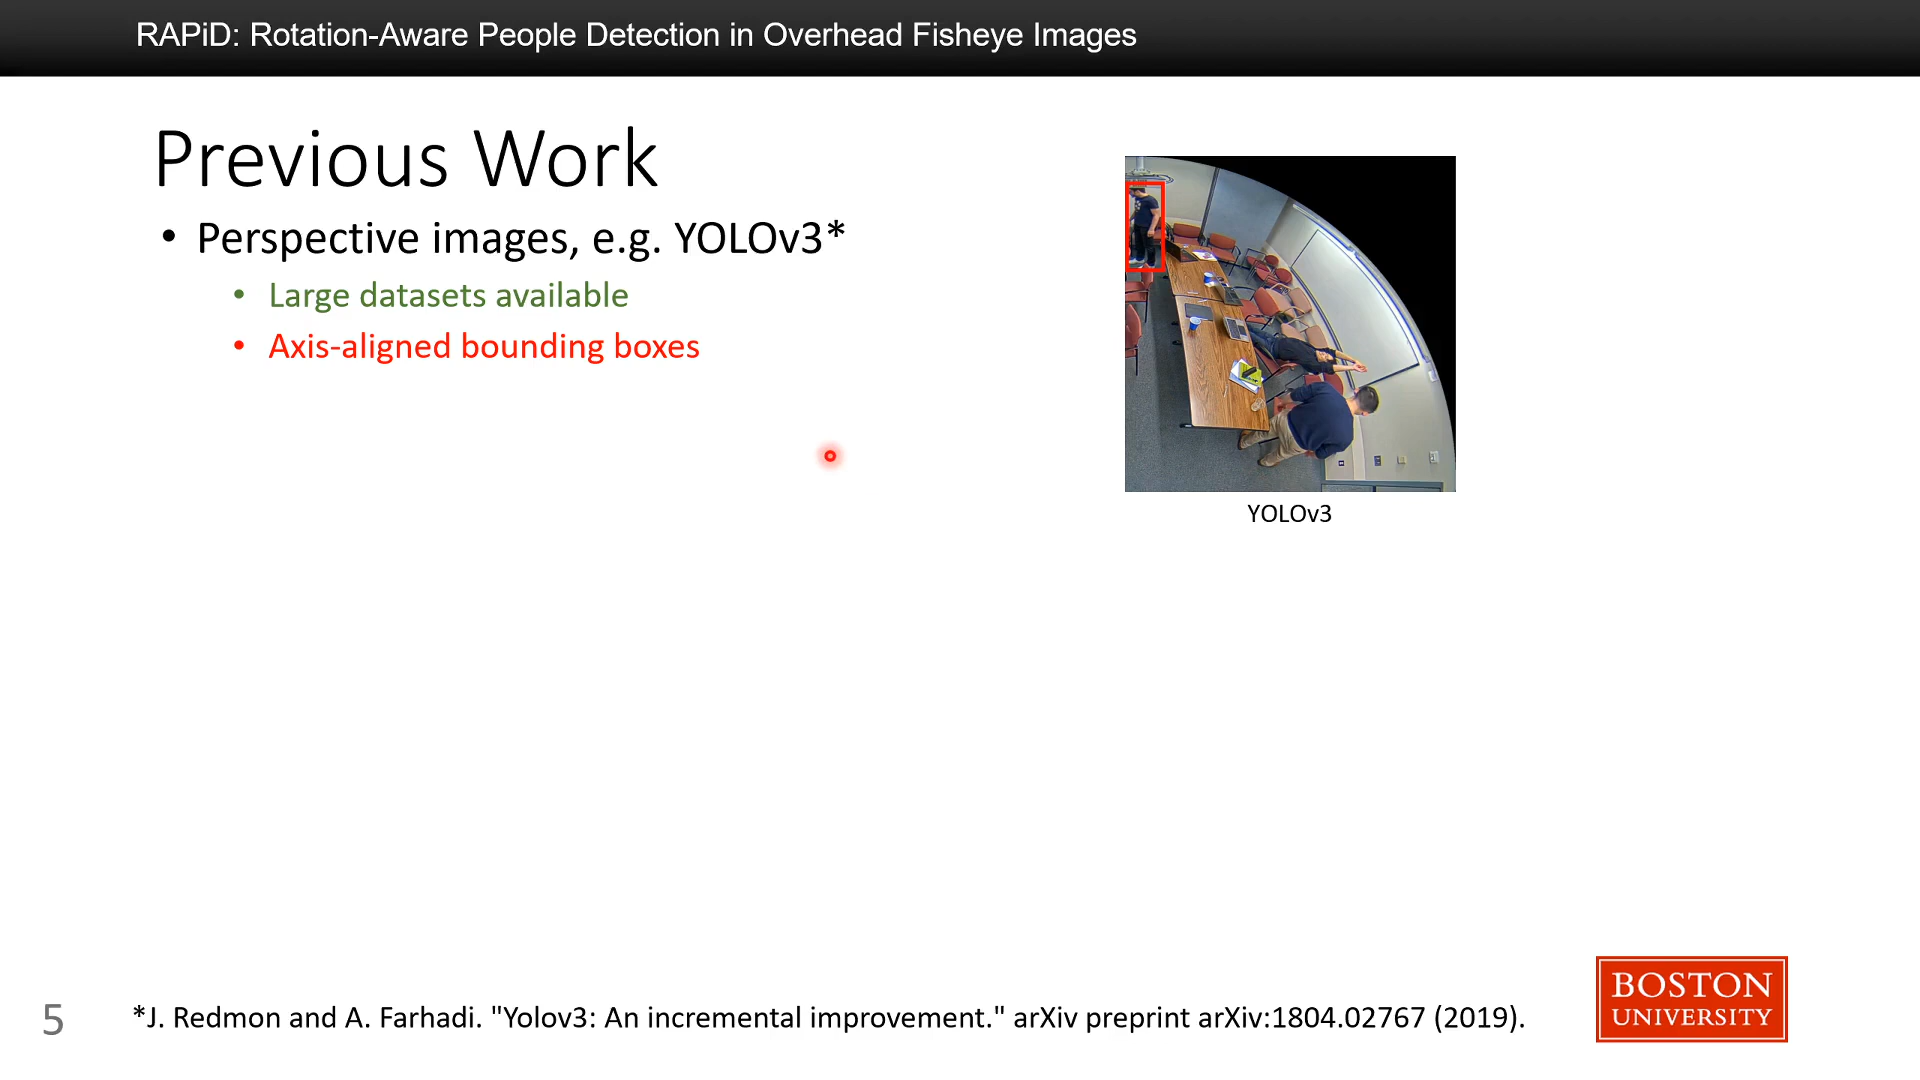 RAPiD: Rotation-Aware People Detection in Overhead Fisheye Images
Previous Work
• Perspective images, e.g. YOLOv3*
• Large datasets available
• Axis-aligned bounding boxes
YOLOv3
5
*J. Redmon and A. Farhadi. "Yolov3: An incremental improvement." arXiv preprint arXiv:1804.02767 (2019).
BOSTON
UNIVERSITY